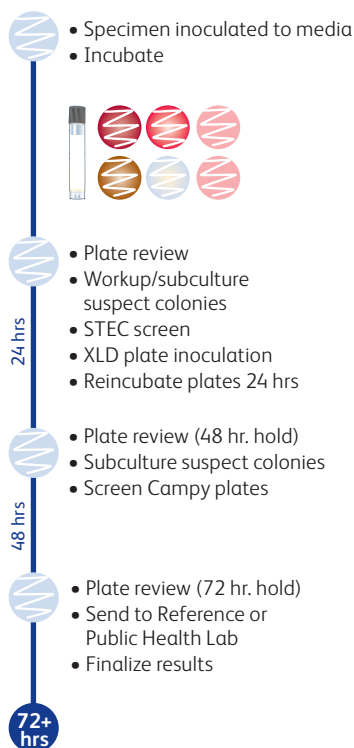 • Specimen inoculated to media
• Incubate
• Plate review
• Workup/subculture
suspect colonies
• STEC screen
• XLD plate inoculation
• Reincubate plates 24 hrs
24 hrs
• Plate review (48 hr. hold)
• Subculture suspect colonies
• Screen Campy plates
48 hrs
• Plate review (72 hr. hold)
• Send to Reference or
Public Health Lab
• Finalize results
72+
hrs